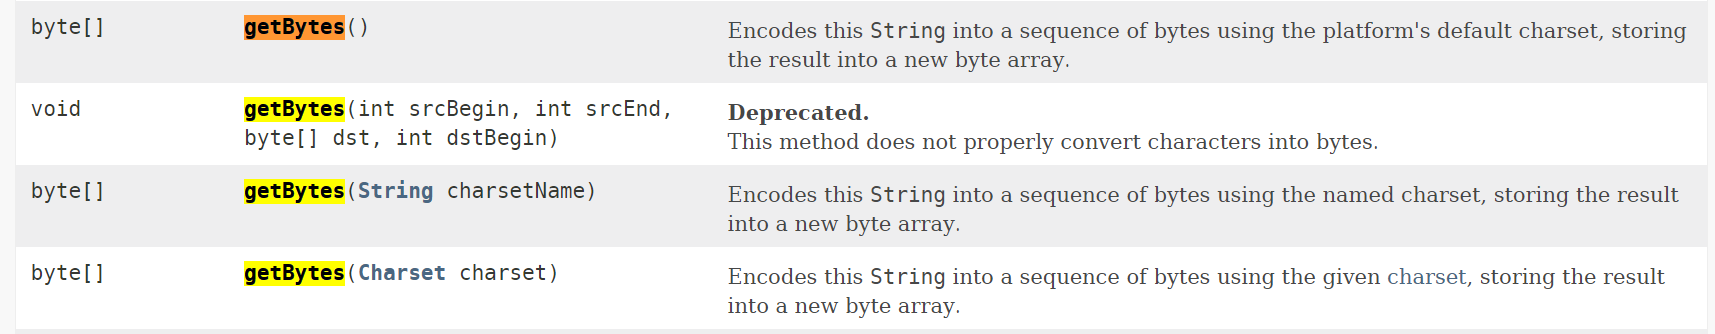 byte[] getBytes() Encodes this String into a sequence of bytes using the platform's default charset, storing
the result into a new byte array.
void getBytes(int srcBegin, int srcEnd, Deprecated.
byte[] dst, int dstBegin) This method does not properly convert characters into bytes.
byte[] getBytes(String charsetName) Encodes this String into a sequence of bytes using the named charset, storing the result
into a new byte array.
byte[] getBytes(Charset charset) Encodes this String into a sequence of bytes using the given charset, storing the result
into a new byte array.